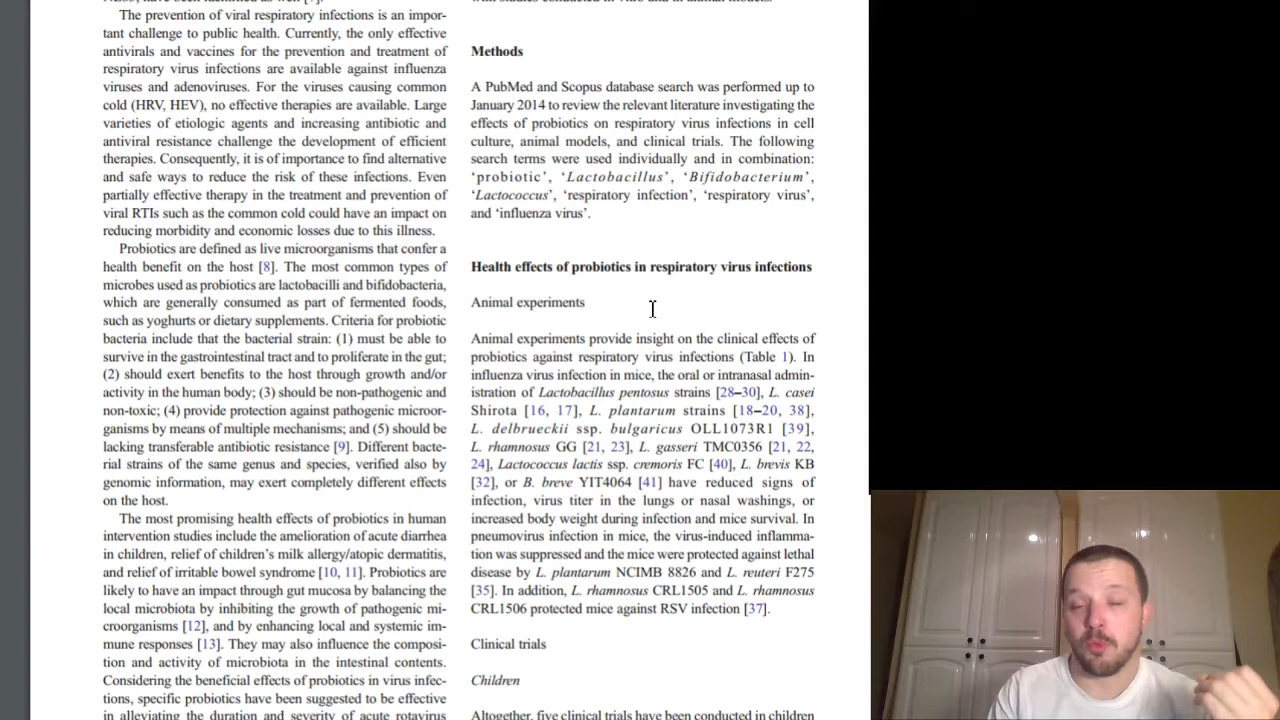 The prevention of viral respiratory infections is an impor-
tant challenge to public health. Currently, the only effective
antivirals and vaccines for the prevention and treatment of
respiratory virus infections are available against influenza
viruses and adenoviruses. For the viruses causing common
cold (HRV, HEV), no effective therapies are available. Large
varieties of etiologic agents and increasing antibiotic and
antiviral resistance challenge the development of efficient
therapies. Consequently, it is of importance to find alternative
and safe ways to reduce the risk of these infections. Even
partially effective therapy in the treatment and prevention of
viral RTIs such as the common cold could have an impact on
reducing morbidity and economic losses due to this illness.
Probiotics are defined as live microorganisms that confer a
health benefit on the host [8]. The most common types of
microbes used as probiotics are lactobacilli and bifidobacteria,
which are generally consumed as part of fermented foods,
such as yoghurts or dietary supplements. Criteria for probiotic
bacteria include that the bacterial strain: (1) must be able to
survive in the gastrointestinal tract and to proliferate in the gut;
(2) should exert benefits to the host through growth and/or
activity in the human body; (3) should be non-pathogenic and
non-toxic; (4) provide protection against pathogenic microor-
ganisms by means of multiple mechanisms; and (5) should be
lacking transferable antibiotic resistance [9]. Different bacte-
rial strains of the same genus and species, verified also by
genomic information, may exert completely different effects
on the host.
The most promising health effects of probiotics in human
intervention studies include the amelioration of acute diarrhea
in children, relief of children's milk allergy/atopic dermatitis,
and relief of irritable bowel syndrome [10, 11]. Probiotics are
likely to have an impact through gut mucosa by balancing the
local microbiota by inhibiting the growth of pathogenic mi-
croorganisms [12], and by enhancing local and systemic im-
mune responses [13]. They may also influence the composi-
tion and activity of microbiota in the intestinal contents.
Considering the beneficial effects of probiotics in virus infec-
tions, specific probiotics have been suggested to be effective
in alleviating the duration and severity of acute rotavirus
Methods
A PubMed and Scopus database search was performed up to
January 2014 to review the relevant literature investigating the
effects of probiotics on respiratory virus infections in cell
culture, animal models, and clinical trials. The following
search terms were used individually and in combination:
'probiotic', 'Lactobacillus', 'Bifidobacterium',
'Lactococcus', 'respiratory infection', 'respiratory virus',
and 'influenza virus'.
Health effects of probiotics in respiratory virus infections
Animal experiments
Animal experiments provide insight on the clinical effects of
probiotics against respiratory virus infections (Table 1). In
influenza virus infection in mice, the oral or intranasal admin-
istration of Lactobacillus pentosus strains [28–30], L. casei
Shirota [16, 17], L. plantarum strains [18–20, 38],
L. delbrueckii ssp. bulgaricus OLL1073R1 [39],
L. rhamnosus GG [21, 23], L. gasseri TMC0356 [21, 22,
24], Lactococcus lactis ssp. cremoris FC [40], L. brevis KB
[32], or B. breve YIT4064 [41] have reduced signs of
infection, virus titer in the lungs or nasal washings, or
increased body weight during infection and mice survival. In
pneumovirus infection in mice, the virus-induced inflamma-
tion was suppressed and the mice were protected against lethal
disease by L. plantarum NCIMB 8826 and L. reuteri F275
[35]. In addition, L. rhamnosus CRL1505 and L. rhamnosus
CRL1506 protected mice against RSV infection [37].
Clinical trials
Children
Altogether, five clinical trials have been conducted in children